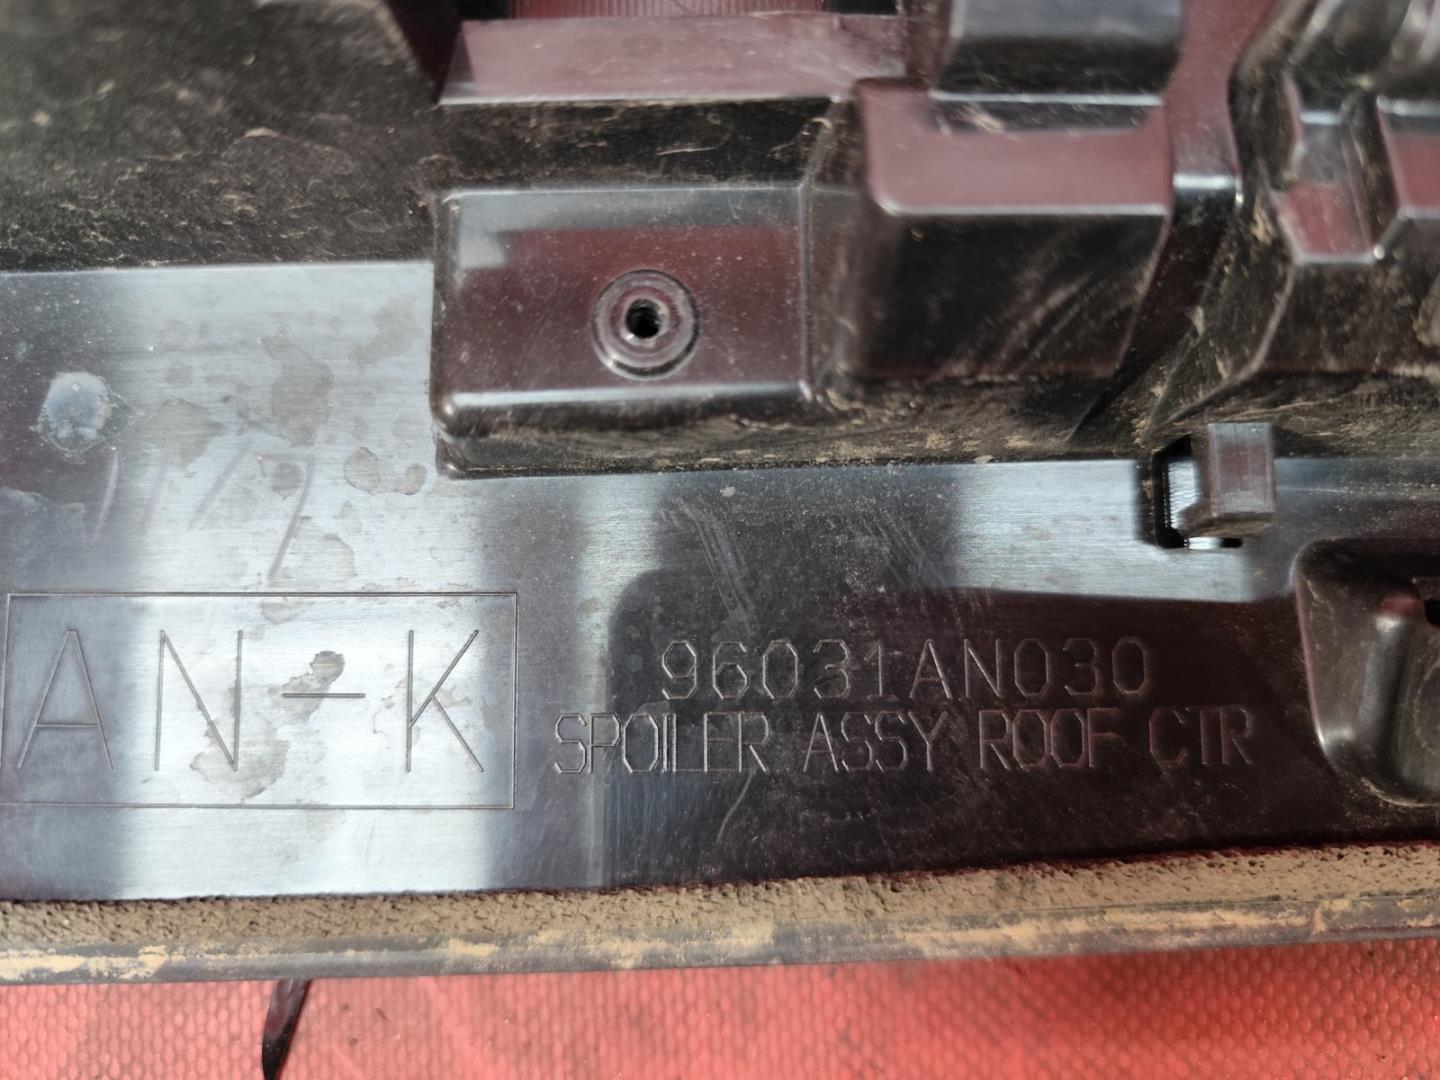 AN-K
96031AN030
SPOILER ASSY ROOF CTR